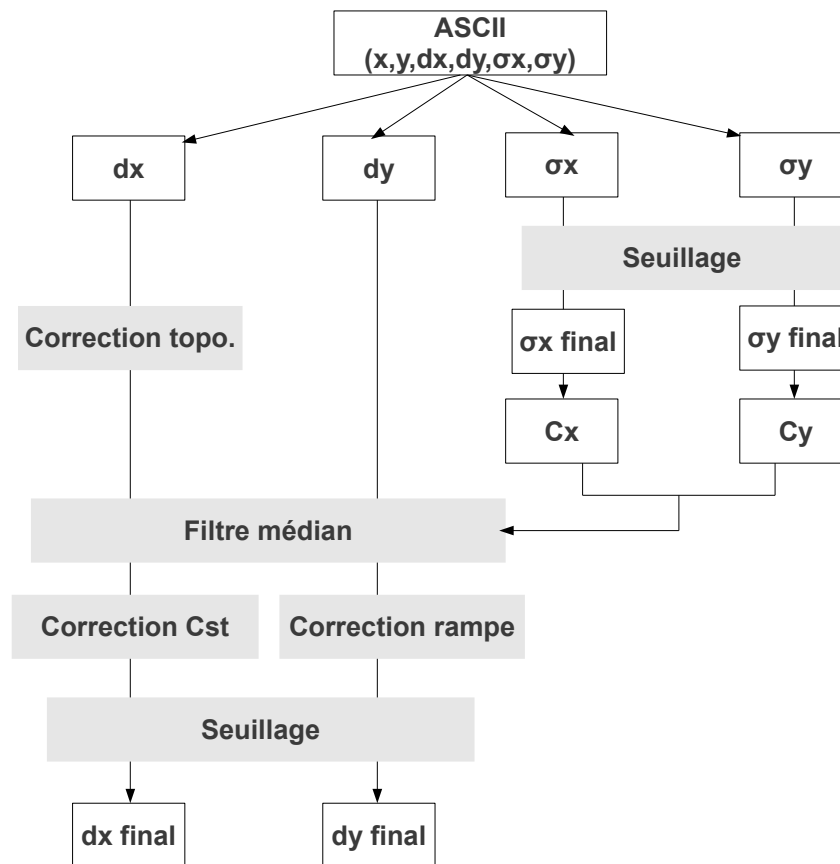 ASCII
(x,y,dx,dy,σx,σy)
dx
dy
σx
σy
Seuillage
Correction topo.
σx final
σy final
Cx
Cy
Filtre médian
Correction Cst
Correction rampe
Seuillage
dx final
dy final